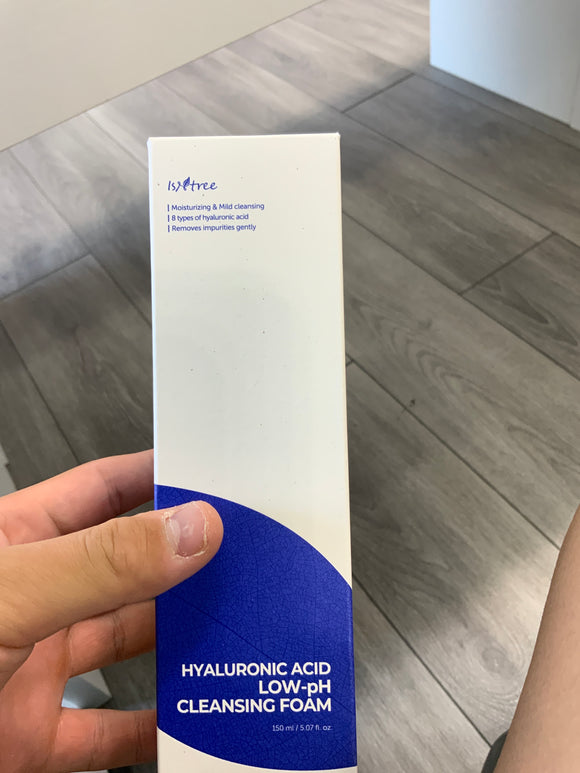 Isntree
| Moisturizing & Mild cleansing
| 8 types of hyaluronic acid
| Removes impurities gently
HYALURONIC ACID
LOW-pH
CLEANSING FOAM
150 ml / 5.07 fl. oz.